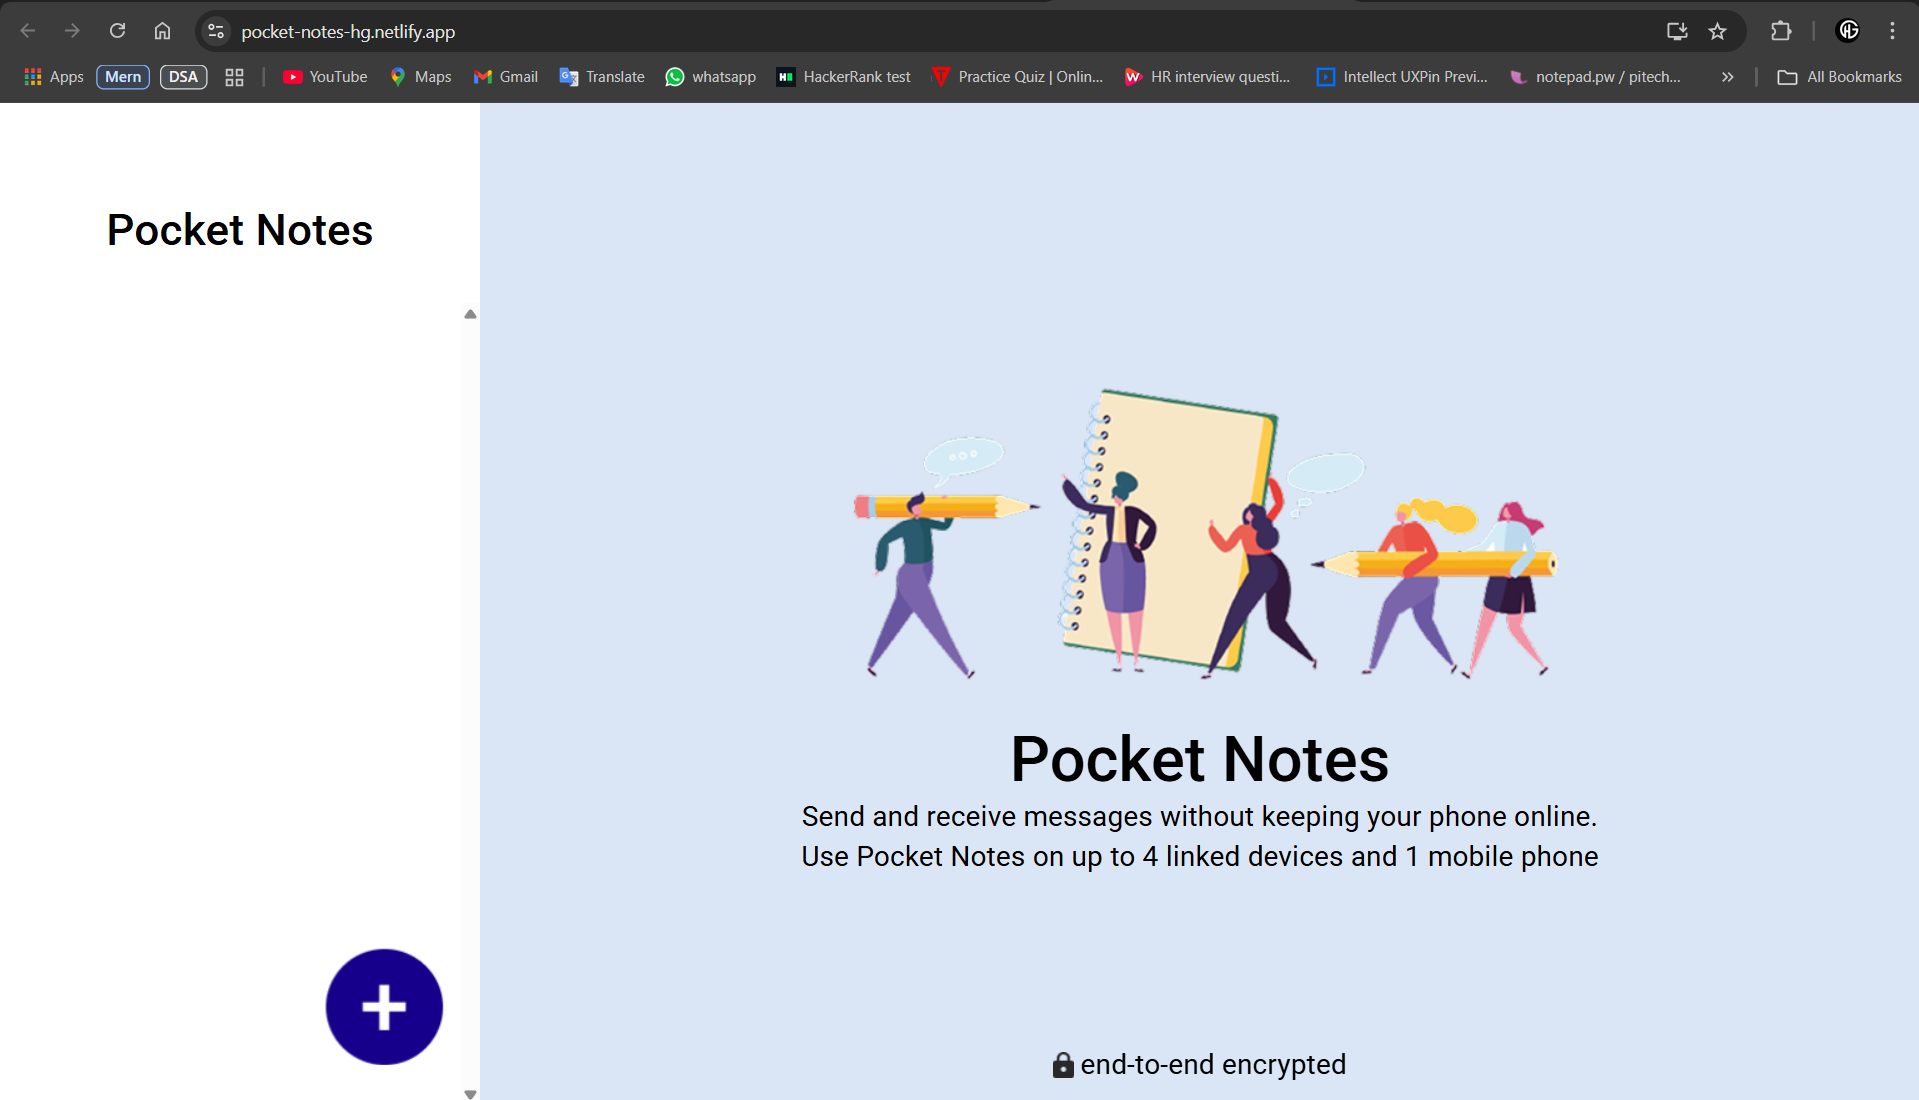 pocket-notes-hg.netlify.app
Apps Mern DSA YouTube Maps Gmail Translate whatsapp HackerRank test Practice Quiz | Onlin... HR interview questi... Intellect UXPin Previ... notepad.pw / pitech... » All Bookmarks
Pocket Notes
Pocket Notes
Send and receive messages without keeping your phone online.
Use Pocket Notes on up to 4 linked devices and 1 mobile phone
end-to-end encrypted